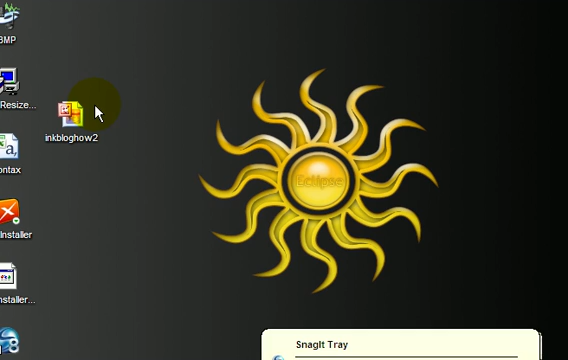 BMP
Resize...
inkbloghow2
ontax
Installer
nstaller...
Eclipse
SnagIt Tray